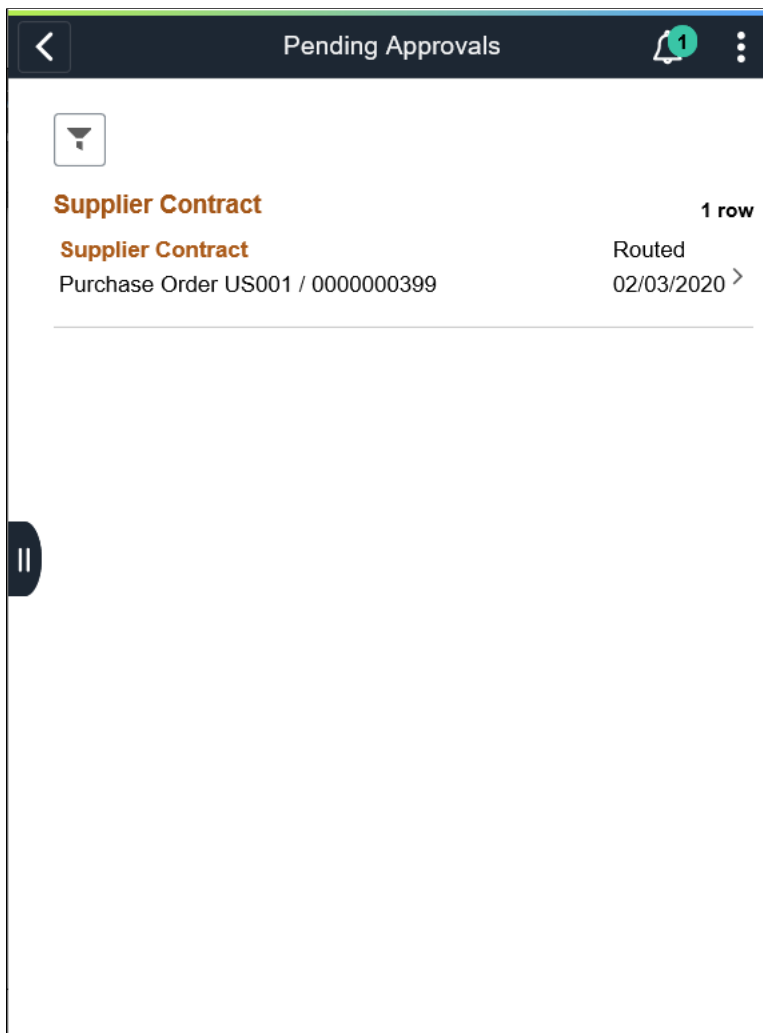 Pending Approvals
1
Supplier Contract
1 row
Supplier Contract
Routed
Purchase Order US001 / 0000000399
02/03/2020